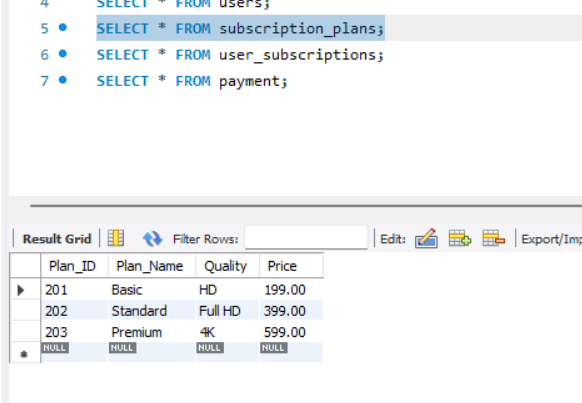 4 SELECT * FROM users;
5 SELECT * FROM subscription_plans;
6 SELECT * FROM user_subscriptions;
7 SELECT * FROM payment;
Result Grid Filter Rows: Edit: Export/Imp
Plan_ID Plan_Name Quality Price
201 Basic HD 199.00
202 Standard Full HD 399.00
203 Premium 4K 599.00
NULL NULL NULL NULL